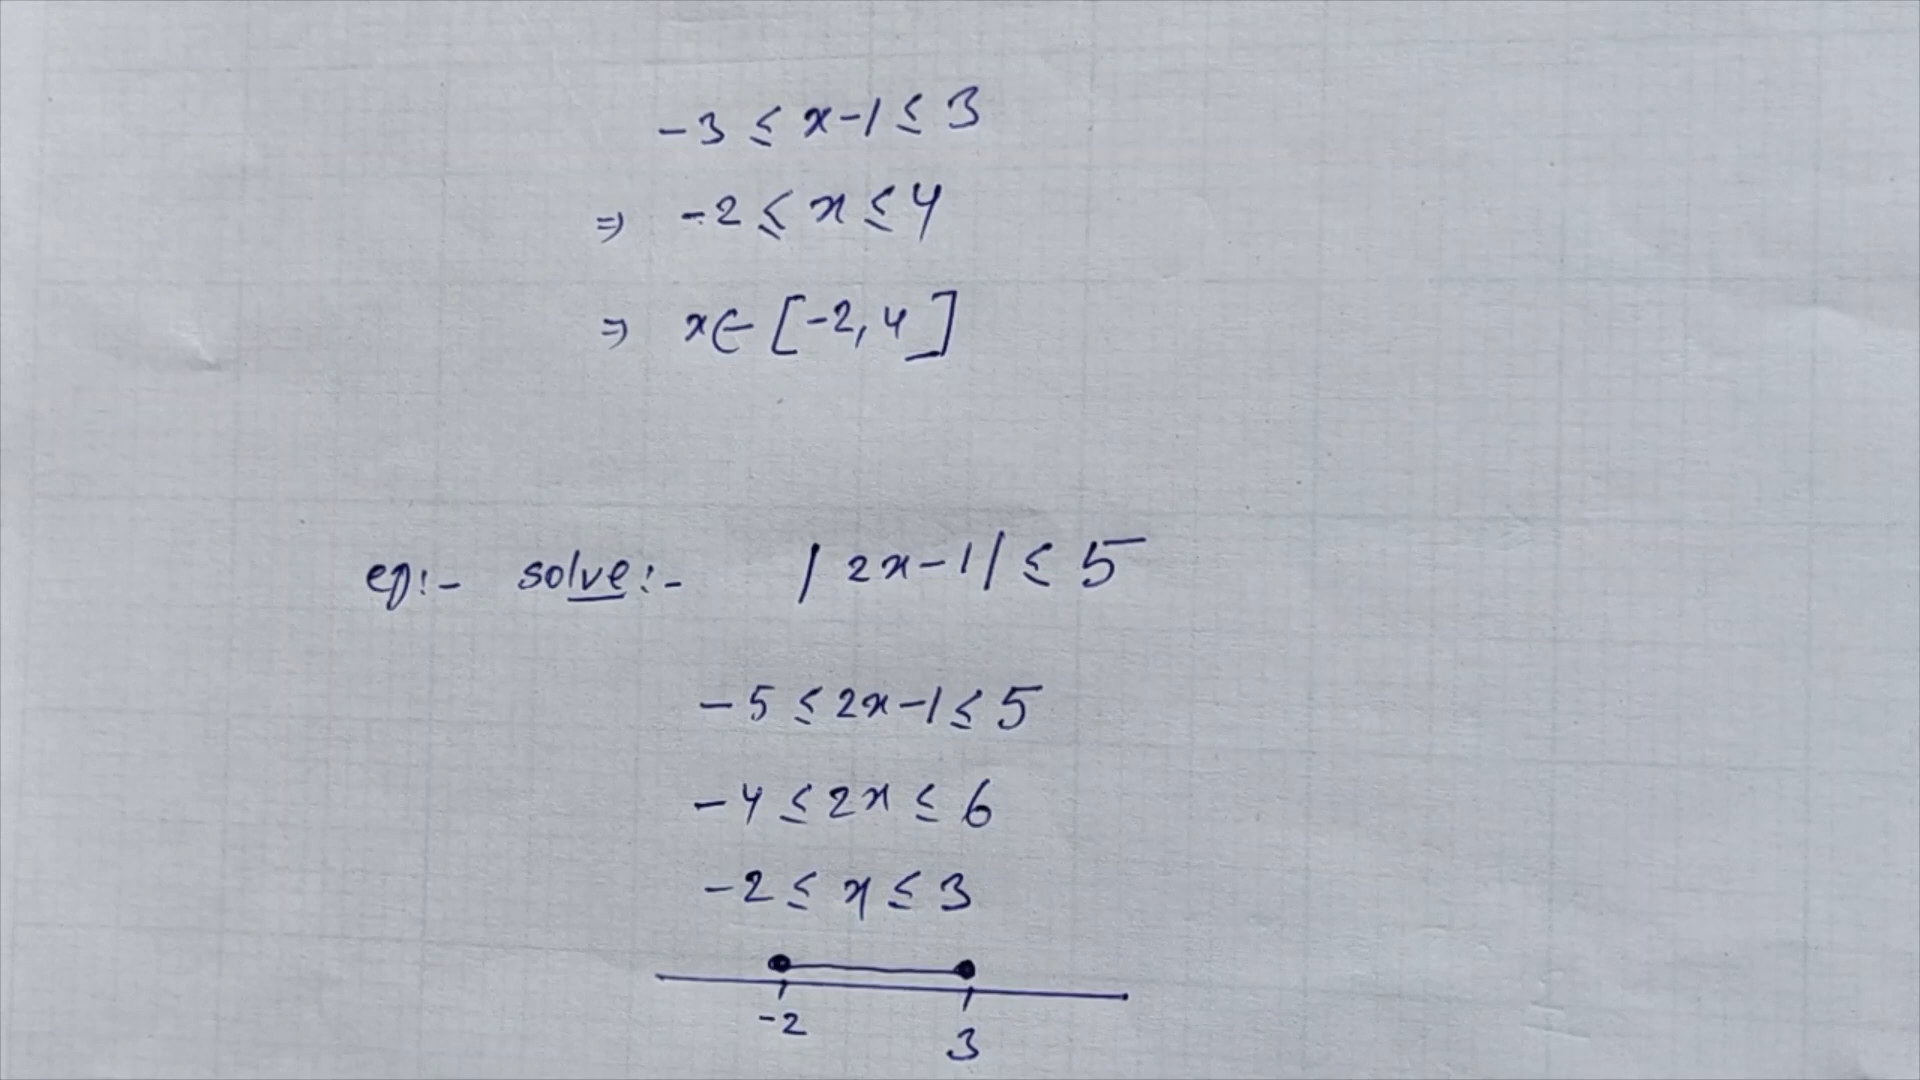 -3 ≤ x-1 ≤ 3
⇒ -2 ≤ x ≤ 4
⇒ x∈ [-2, 4]
eg:- solve:- |2x-1| ≤ 5
-5 ≤ 2x-1 ≤ 5
-4 ≤ 2x ≤ 6
-2 ≤ x ≤ 3
-2 3